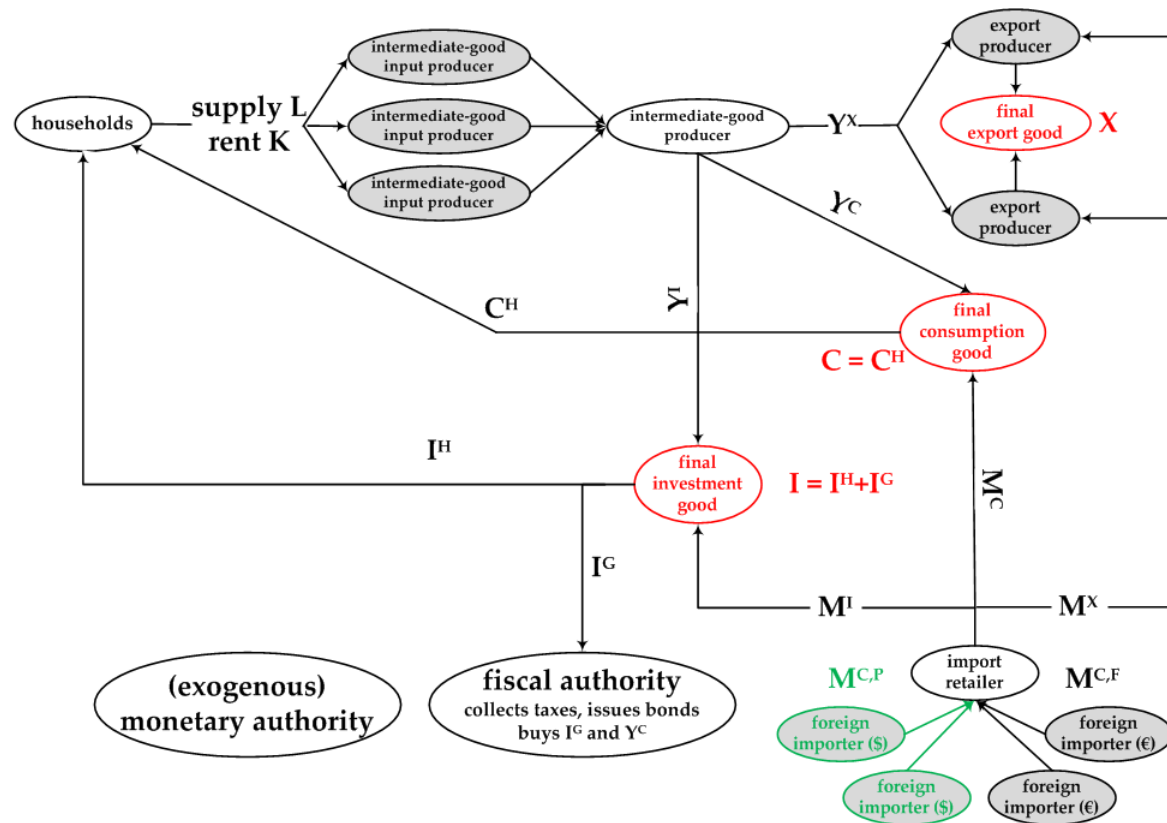 households
supply L
rent K
intermediate-good
input producer
intermediate-good
input producer
intermediate-good
input producer
intermediate-good
producer
Yˣ
export
producer
final
export good
X
export
producer
Y^C
Y^I
C^H
final
consumption
good
C = C^H
I^H
final
investment
good
I = I^H+I^G
M^C
I^G
M^I
M^X
(exogenous)
monetary authority
fiscal authority
collects taxes, issues bonds
buys I^G and Y^C
import
retailer
M^C,P
M^C,F
foreign
importer ($)
foreign
importer (€)
foreign
importer ($)
foreign
importer (€)